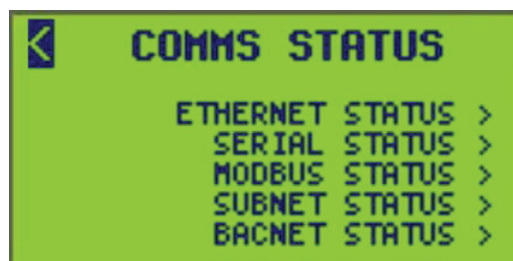 < COMMS STATUS
ETHERNET STATUS >
SERIAL STATUS >
MODBUS STATUS >
SUBNET STATUS >
BACNET STATUS >